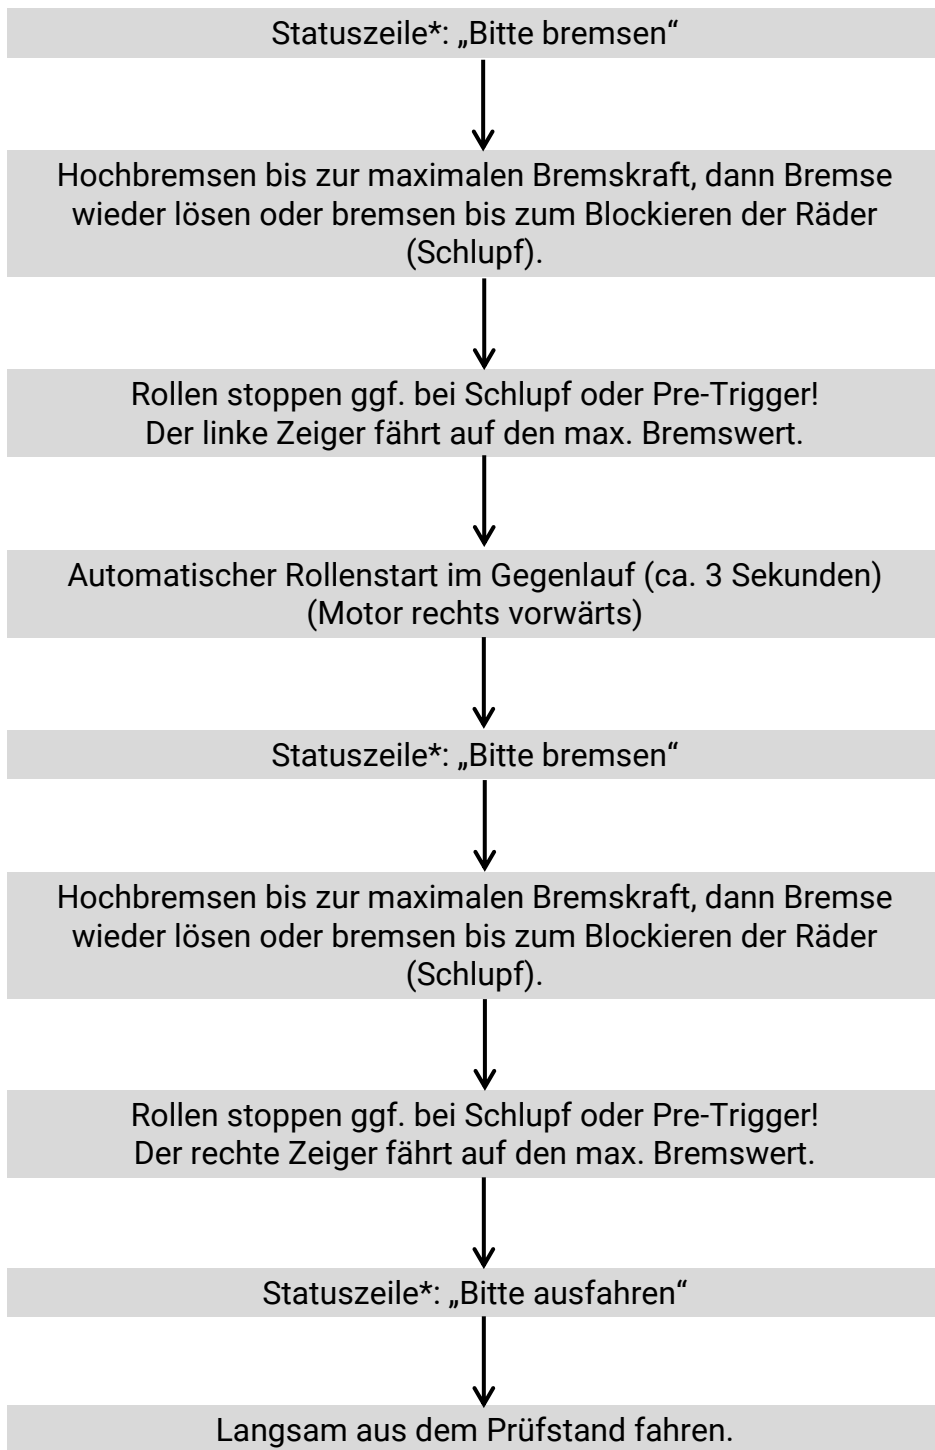 Statuszeile*: „Bitte bremsen“
Hochbremsen bis zur maximalen Bremskraft, dann Bremse
wieder lösen oder bremsen bis zum Blockieren der Räder
(Schlupf).
Rollen stoppen ggf. bei Schlupf oder Pre-Trigger!
Der linke Zeiger fährt auf den max. Bremswert.
Automatischer Rollenstart im Gegenlauf (ca. 3 Sekunden)
(Motor rechts vorwärts)
Statuszeile*: „Bitte bremsen“
Hochbremsen bis zur maximalen Bremskraft, dann Bremse
wieder lösen oder bremsen bis zum Blockieren der Räder
(Schlupf).
Rollen stoppen ggf. bei Schlupf oder Pre-Trigger!
Der rechte Zeiger fährt auf den max. Bremswert.
Statuszeile*: „Bitte ausfahren“
Langsam aus dem Prüfstand fahren.